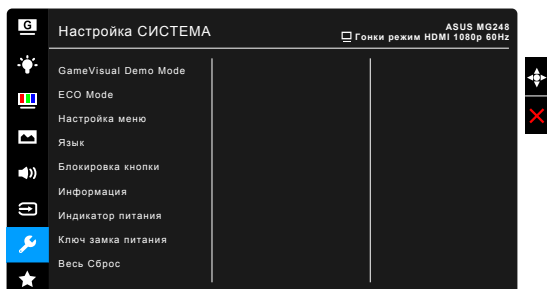 G
Настройка СИСТЕМА
ASUS MG248
Гонки режим HDMI 1080p 60Hz
GameVisual Demo Mode
ECO Mode
Настройка меню
Язык
Блокировка кнопки
Информация
Индикатор питания
Ключ замка питания
Весь Сброс